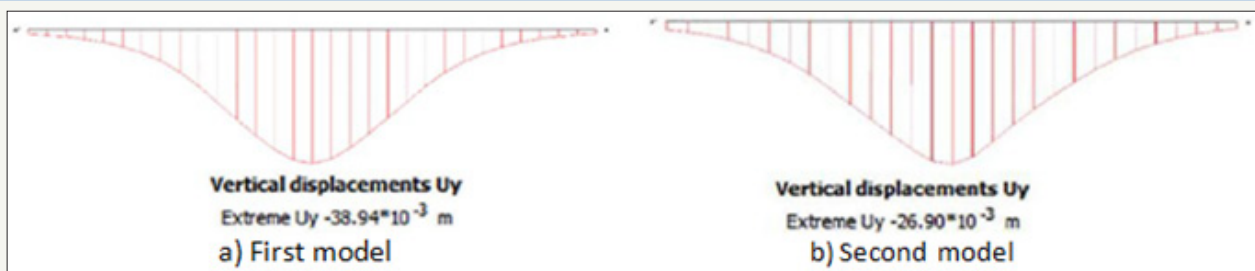 Vertical displacements Uy
Extreme Uy -38.94*10⁻³ m
a) First model
Vertical displacements Uy
Extreme Uy -26.90*10⁻³ m
b) Second model